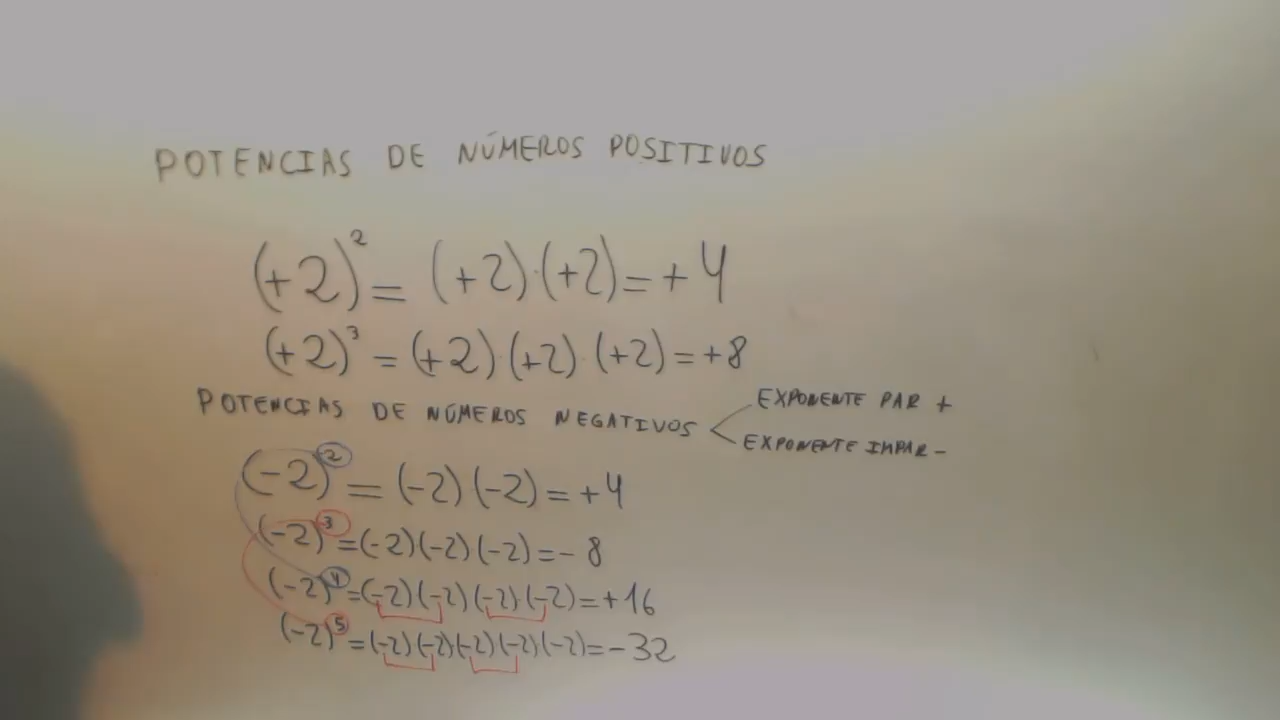 POTENCIAS DE NÚMEROS POSITIVOS
(+2)² = (+2)·(+2) = +4
(+2)³ = (+2)·(+2)·(+2) = +8
POTENCIAS DE NÚMEROS NEGATIVOS
EXPONENTE PAR +
EXPONENTE IMPAR -
(-2)² = (-2)·(-2) = +4
(-2)³ = (-2)(-2)·(-2) = - 8
(-2)⁴ = (-2)(-2)(-2)(-2) = +16
(-2)⁵ = (-2)(-2)(-2)(-2)(-2) = -32